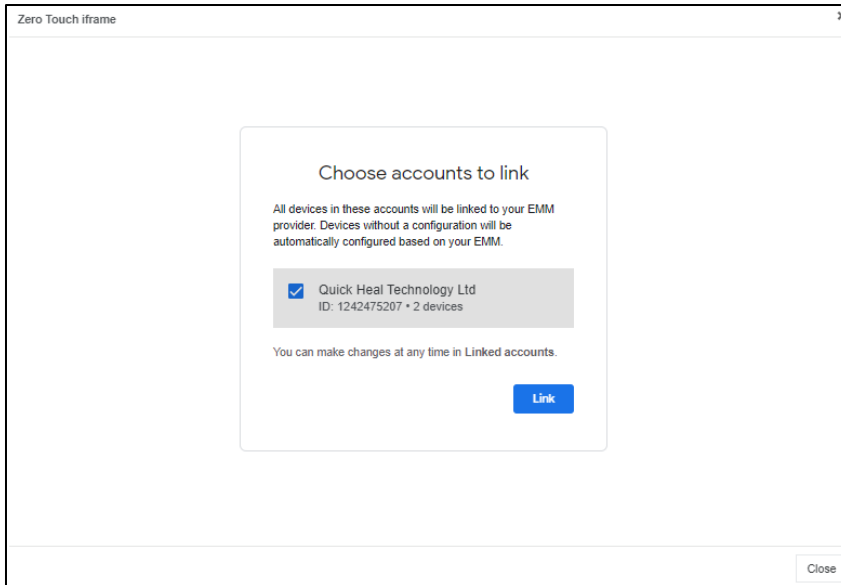 Zero Touch iframe
Choose accounts to link
All devices in these accounts will be linked to your EMM
provider. Devices without a configuration will be
automatically configured based on your EMM.
Quick Heal Technology Ltd
ID: 1242475207 • 2 devices
You can make changes at any time in Linked accounts.
Link
Close